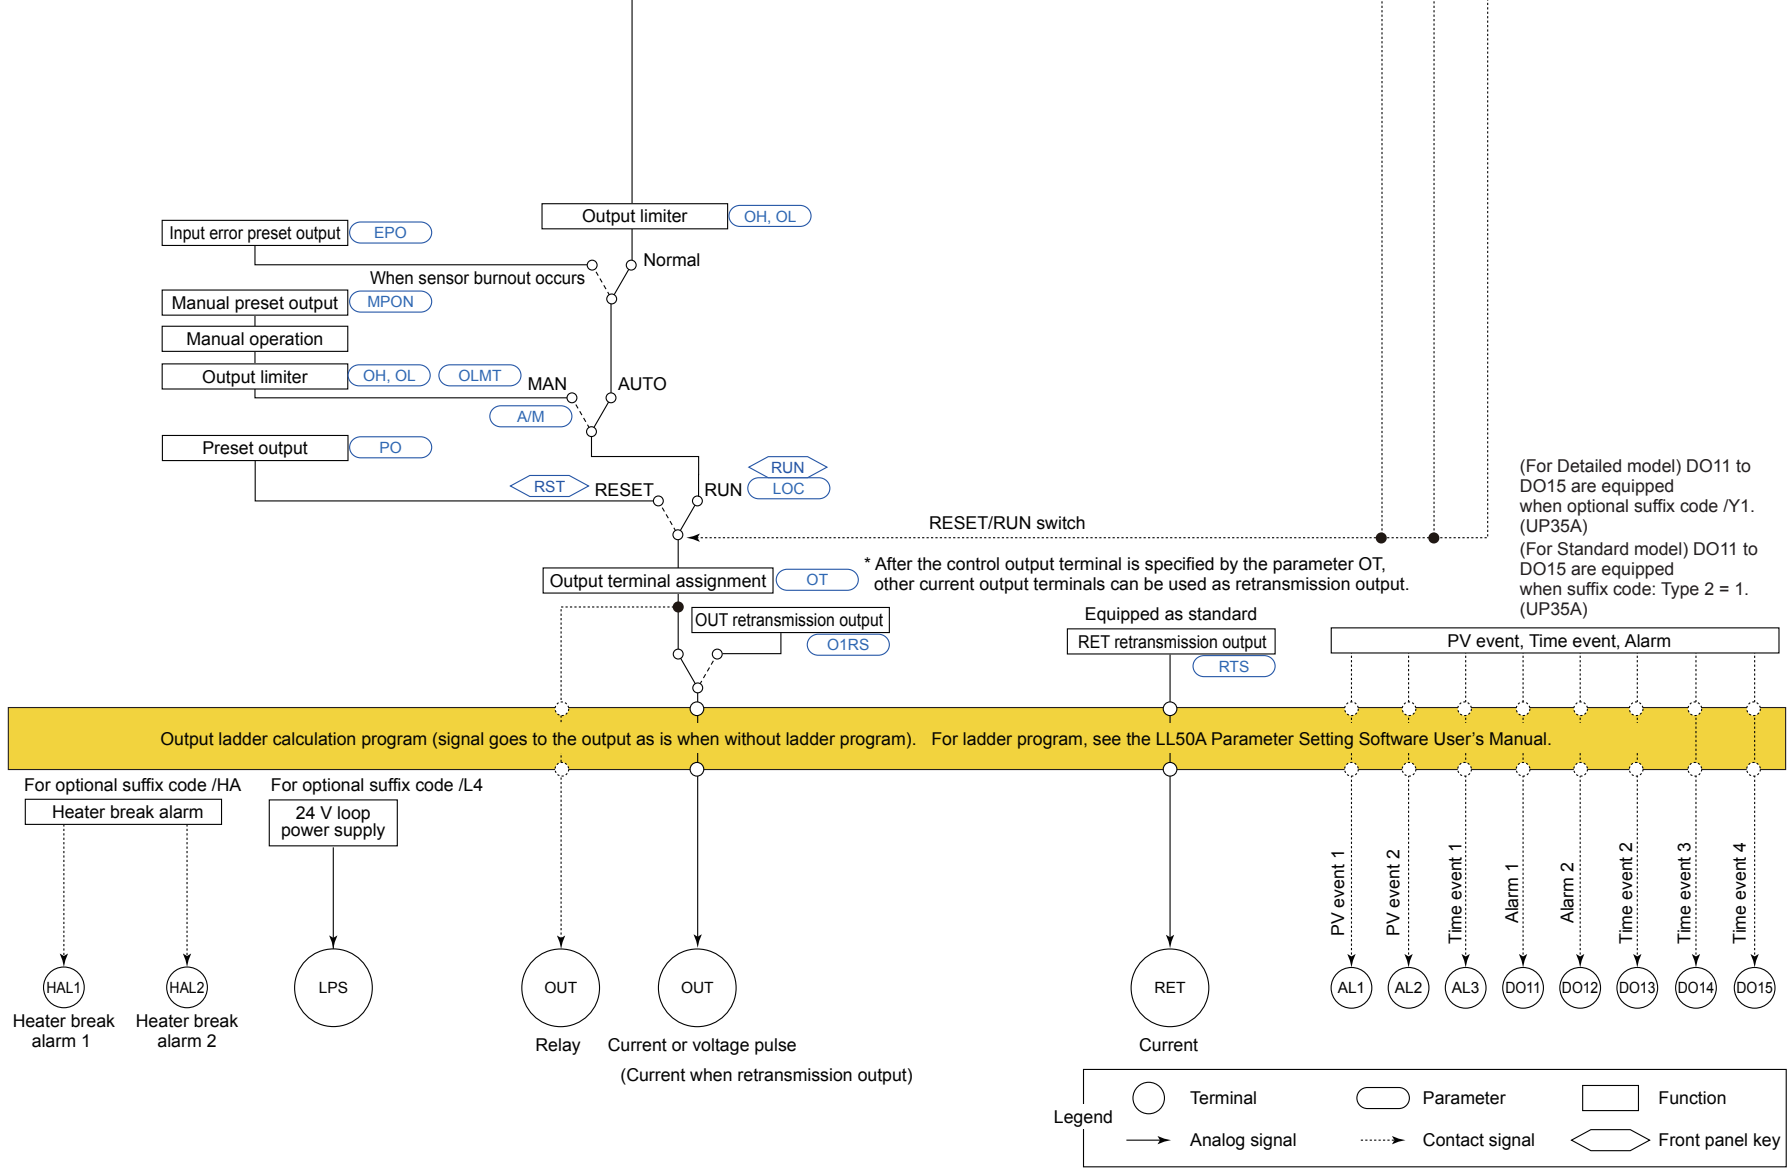 Output limiter
OH, OL
Input error preset output
EPO
Normal
When sensor burnout occurs
Manual preset output
MPON
Manual operation
Output limiter
OH, OL
OLMT
MAN
AUTO
A/M
Preset output
PO
RUN
RST
RESET
RUN
LOC
(For Detailed model) DO11 to
DO15 are equipped
when optional suffix code /Y1.
(UP35A)
(For Standard model) DO11 to
DO15 are equipped
when suffix code: Type 2 = 1.
(UP35A)
RESET/RUN switch
* After the control output terminal is specified by the parameter OT,
other current output terminals can be used as retransmission output.
Output terminal assignment
OT
OUT retransmission output
O1RS
Equipped as standard
RET retransmission output
RTS
PV event, Time event, Alarm
Output ladder calculation program (signal goes to the output as is when without ladder program). For ladder program, see the LL50A Parameter Setting Software User's Manual.
For optional suffix code /HA
Heater break alarm
For optional suffix code /L4
24 V loop
power supply
PV event 1
PV event 2
Time event 1
Alarm 1
Alarm 2
Time event 2
Time event 3
Time event 4
HAL1
HAL2
LPS
OUT
OUT
RET
AL1
AL2
AL3
DO11
DO12
DO13
DO14
DO15
Heater break
alarm 1
Heater break
alarm 2
Relay
Current or voltage pulse
(Current when retransmission output)
Current
Legend
Terminal
Parameter
Function
Analog signal
Contact signal
Front panel key